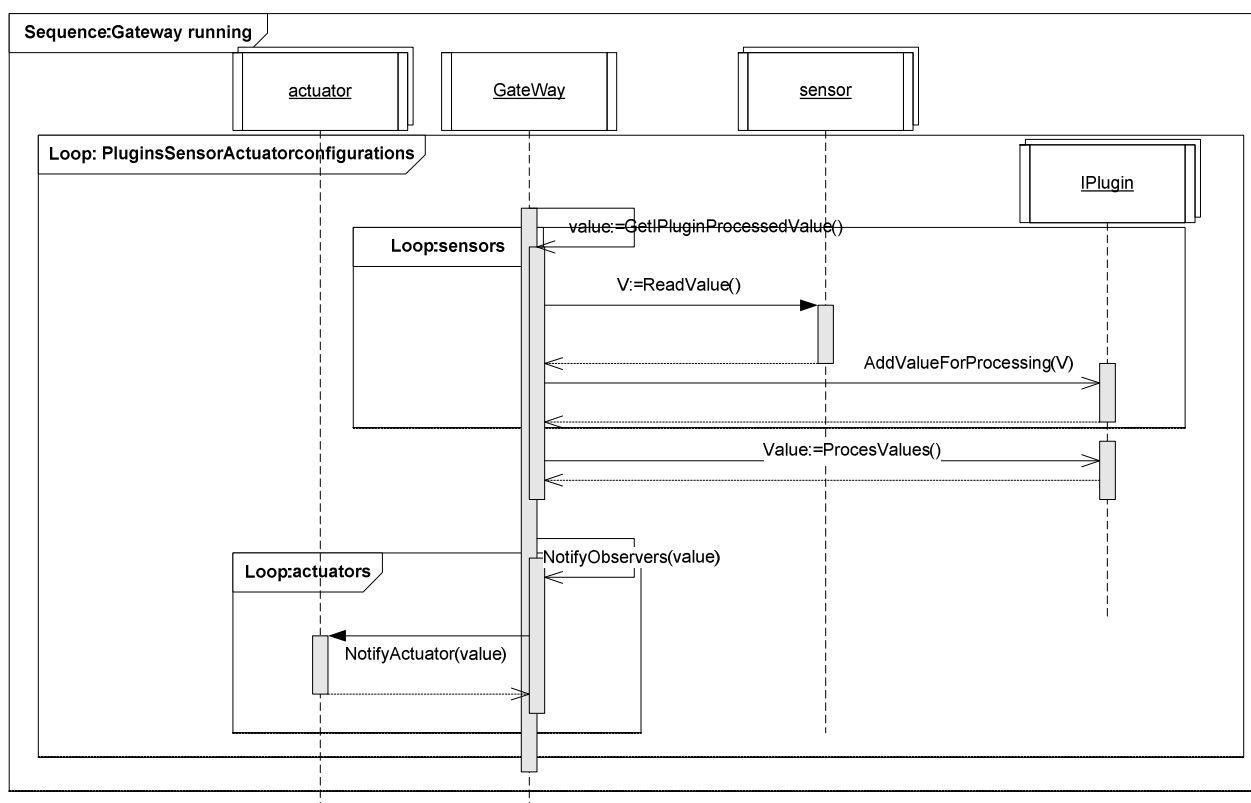 Sequence:Gateway running
actuator
GateWay
sensor
Loop: PluginsSensorActuatorconfigurations
IPlugin
value:=GetIPluginProcessedValue()
Loop:sensors
V:=ReadValue()
AddValueForProcessing(V)
Value:=ProcesValues()
NotifyObservers(value)
Loop:actuators
NotifyActuator(value)